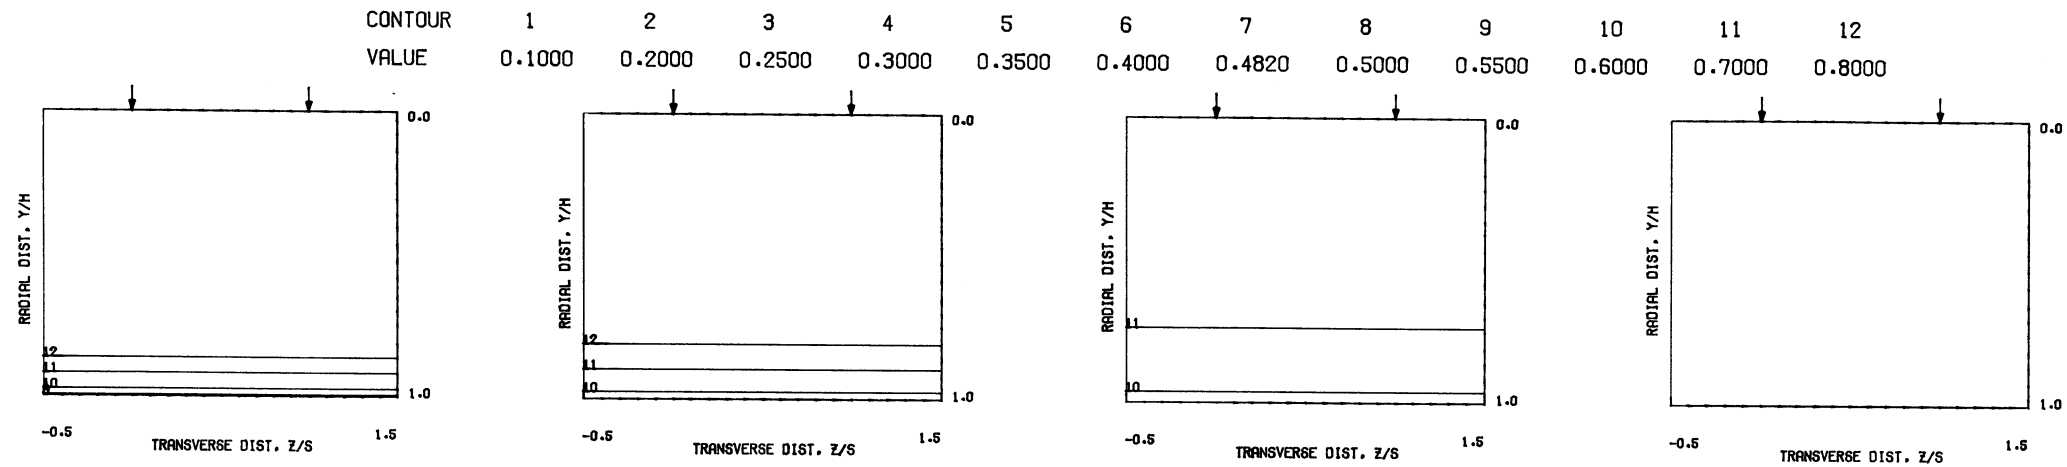 CONTOUR 1 2 3 4 5 6 7 8 9 10 11 12
VALUE 0.1000 0.2000 0.2500 0.3000 0.3500 0.4000 0.4820 0.5000 0.5500 0.6000 0.7000 0.8000
0.0
RADIAL DIST. Y/H
12
11
10
1.0
-0.5 1.5
TRANSVERSE DIST. Z/S
0.0
RADIAL DIST. Y/H
12
11
10
1.0
-0.5 1.5
TRANSVERSE DIST. Z/S
0.0
RADIAL DIST. Y/H
11
10
1.0
-0.5 1.5
TRANSVERSE DIST. Z/S
0.0
RADIAL DIST. Y/H
1.0
-0.5 1.5
TRANSVERSE DIST. Z/S